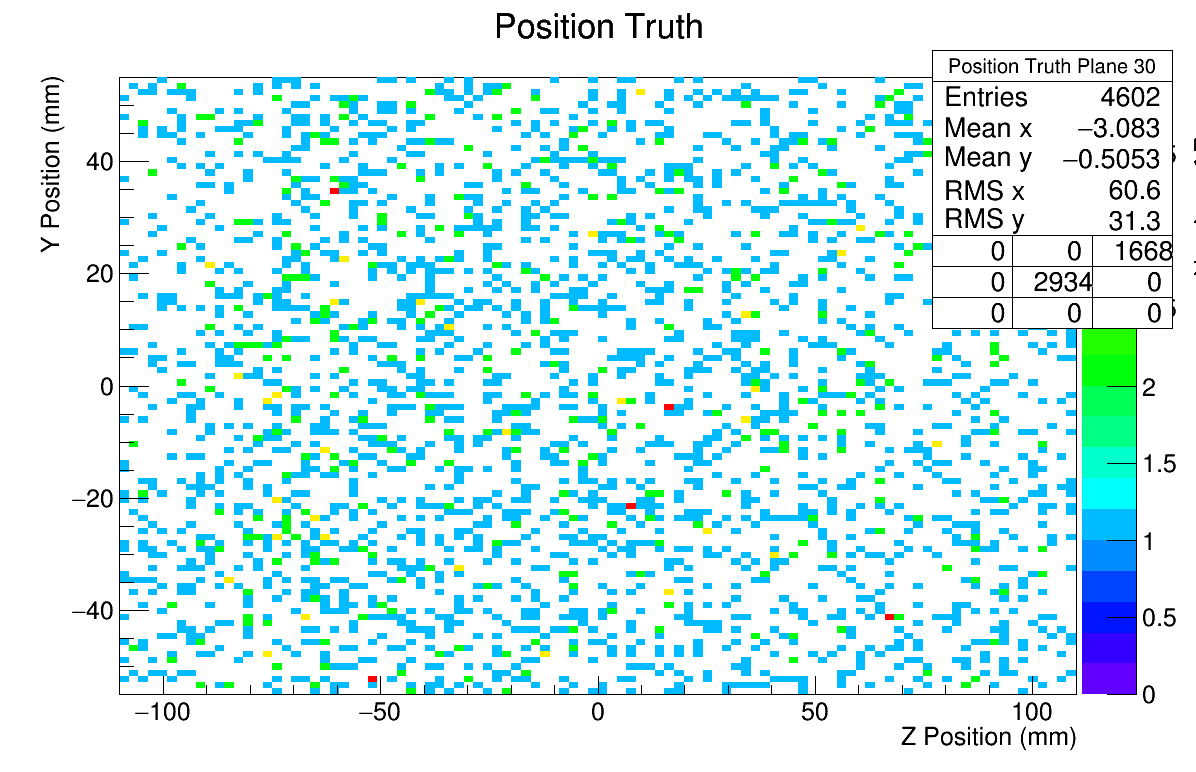 Position Truth
Position Truth Plane 30
Entries 4602
Mean x −3.083
Mean y −0.5053
RMS x 60.6
RMS y 31.3
0 0 1668
0 2934 0
0 0 0
Y Position (mm)
40
20
0
−20
−40
−100 −50 0 50 100
Z Position (mm)
2
1.5
1
0.5
0